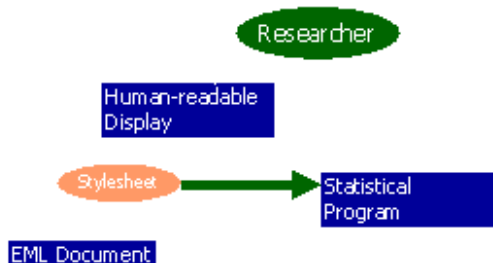 Researcher
Human-readable
Display
Stylesheet
Statistical
Program
EML Document